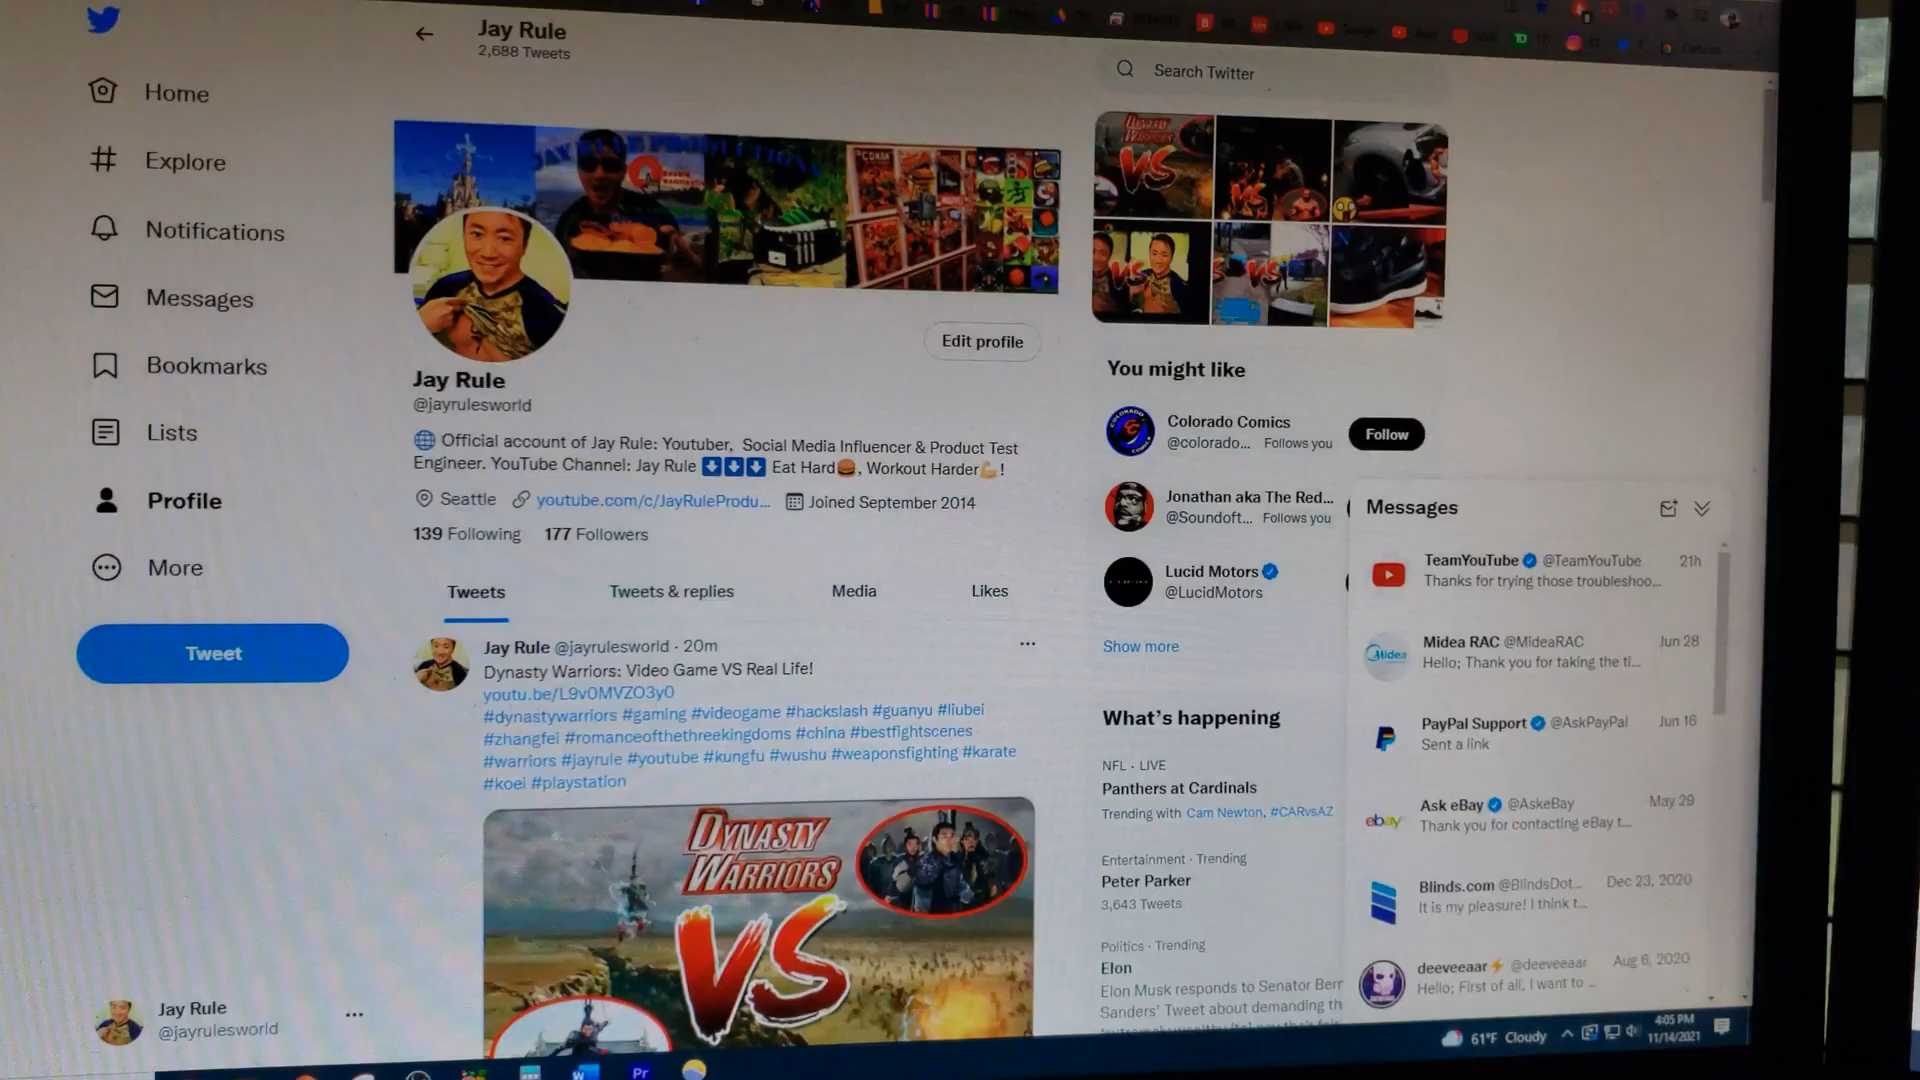 Jay Rule
2,688 Tweets
Search Twitter
Home
Explore
Notifications
Messages
Bookmarks
Lists
Profile
More
Tweet
Jay Rule
@jayrulesworld
Edit profile
Jay Rule
@jayrulesworld
Official account of Jay Rule: Youtuber, Social Media Influencer & Product Test
Engineer. YouTube Channel: Jay Rule Eat Hard, Workout Harder!
Seattle youtube.com/c/JayRuleProdu... Joined September 2014
139 Following 177 Followers
Tweets Tweets & replies Media Likes
Jay Rule @jayrulesworld · 20m
Dynasty Warriors: Video Game VS Real Life!
youtu.be/L9v0MVZO3y0
#dynastywarriors #gaming #videogame #hackslash #guanyu #liubei
#zhangfei #romanceofthethreekingdoms #china #bestfightscenes
#warriors #jayrule #youtube #kungfu #wushu #weaponsfighting #karate
#koei #playstation
DYNASTY
WARRIORS
VS
DYNASTY
WARRIORS
VS
VS
VS
VS
You might like
Colorado Comics
@colorado... Follows you
Follow
Jonathan aka The Red...
@Soundoft... Follows you
Lucid Motors
@LucidMotors
Show more
What's happening
NFL · LIVE
Panthers at Cardinals
Trending with Cam Newton, #CARvsAZ
Entertainment · Trending
Peter Parker
3,643 Tweets
Politics · Trending
Elon
Elon Musk responds to Senator Berr
Sanders' Tweet about demanding th
Messages
TeamYouTube @TeamYouTube 21h
Thanks for trying those troubleshoo...
Midea
Midea RAC @MideaRAC Jun 28
Hello; Thank you for taking the ti...
PayPal Support @AskPayPal Jun 16
Sent a link
ebay
Ask eBay @AskeBay May 29
Thank you for contacting eBay t...
Blinds.com @BlindsDot... Dec 23, 2020
It is my pleasure! I think t...
deeveeaar @deeveeaar Aug 6, 2020
Hello; First of all, I want to ...
61°F Cloudy
4:05 PM
11/14/2021
Pr